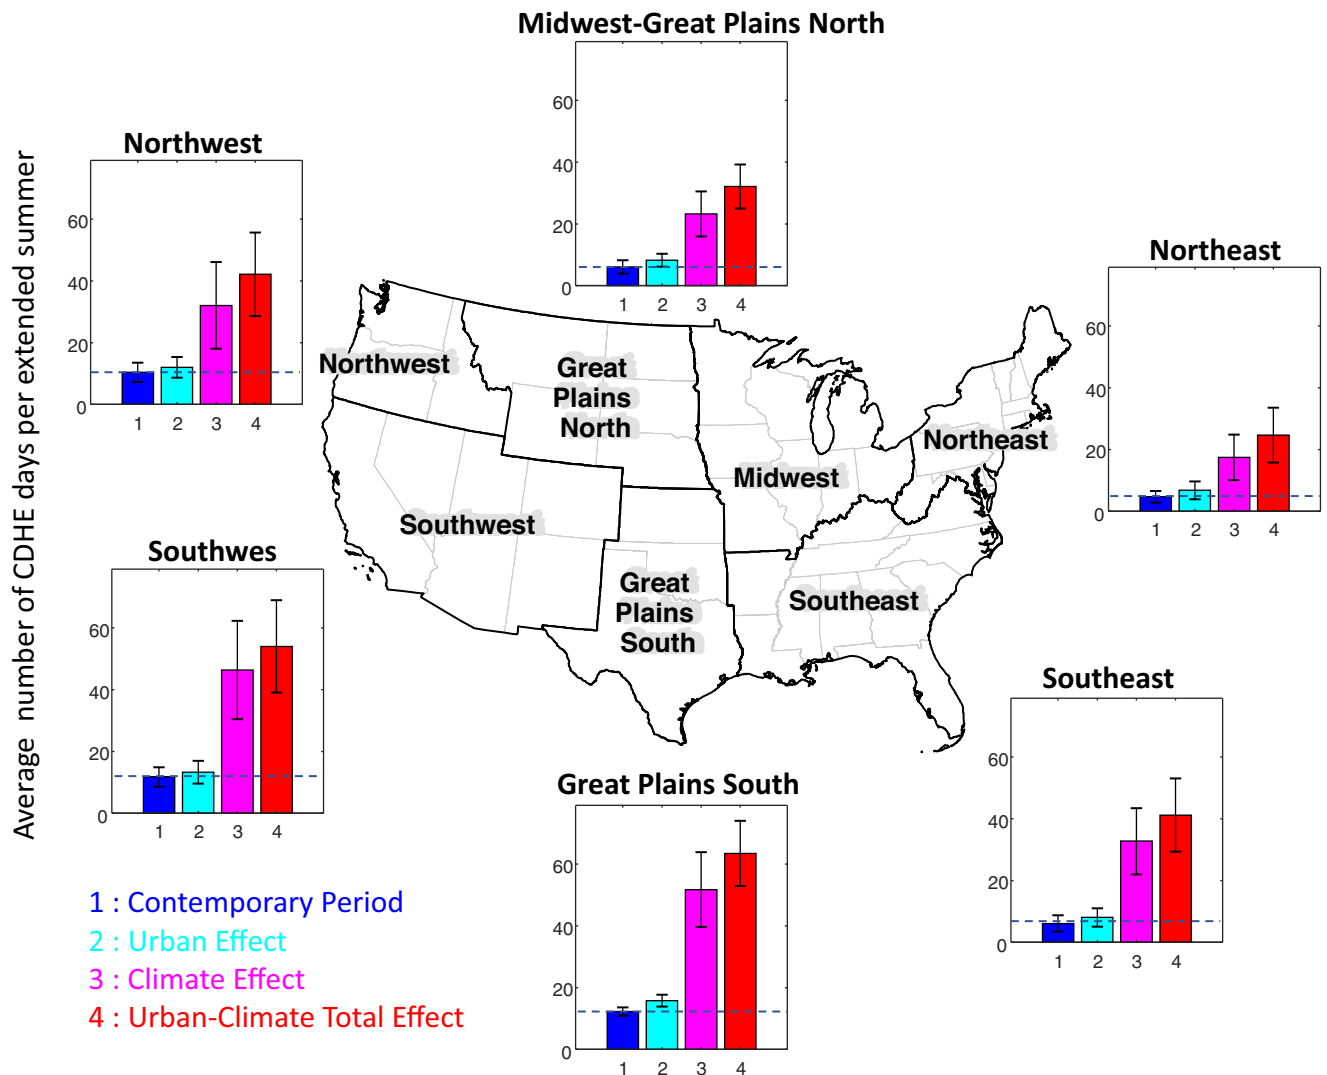 Midwest-Great Plains North
60
40
20
0
1 2 3 4
Northwest
60
40
20
0
1 2 3 4
Northeast
60
40
20
0
1 2 3 4
Average number of CDHE days per extended summer
Northwest
Great
Plains
North
Northeast
Midwest
Southwest
Great
Plains
South
Southeast
Southwes
60
40
20
0
1 2 3 4
Southeast
60
40
20
0
1 2 3 4
Great Plains South
60
40
20
0
1 2 3 4
1 : Contemporary Period
2 : Urban Effect
3 : Climate Effect
4 : Urban-Climate Total Effect